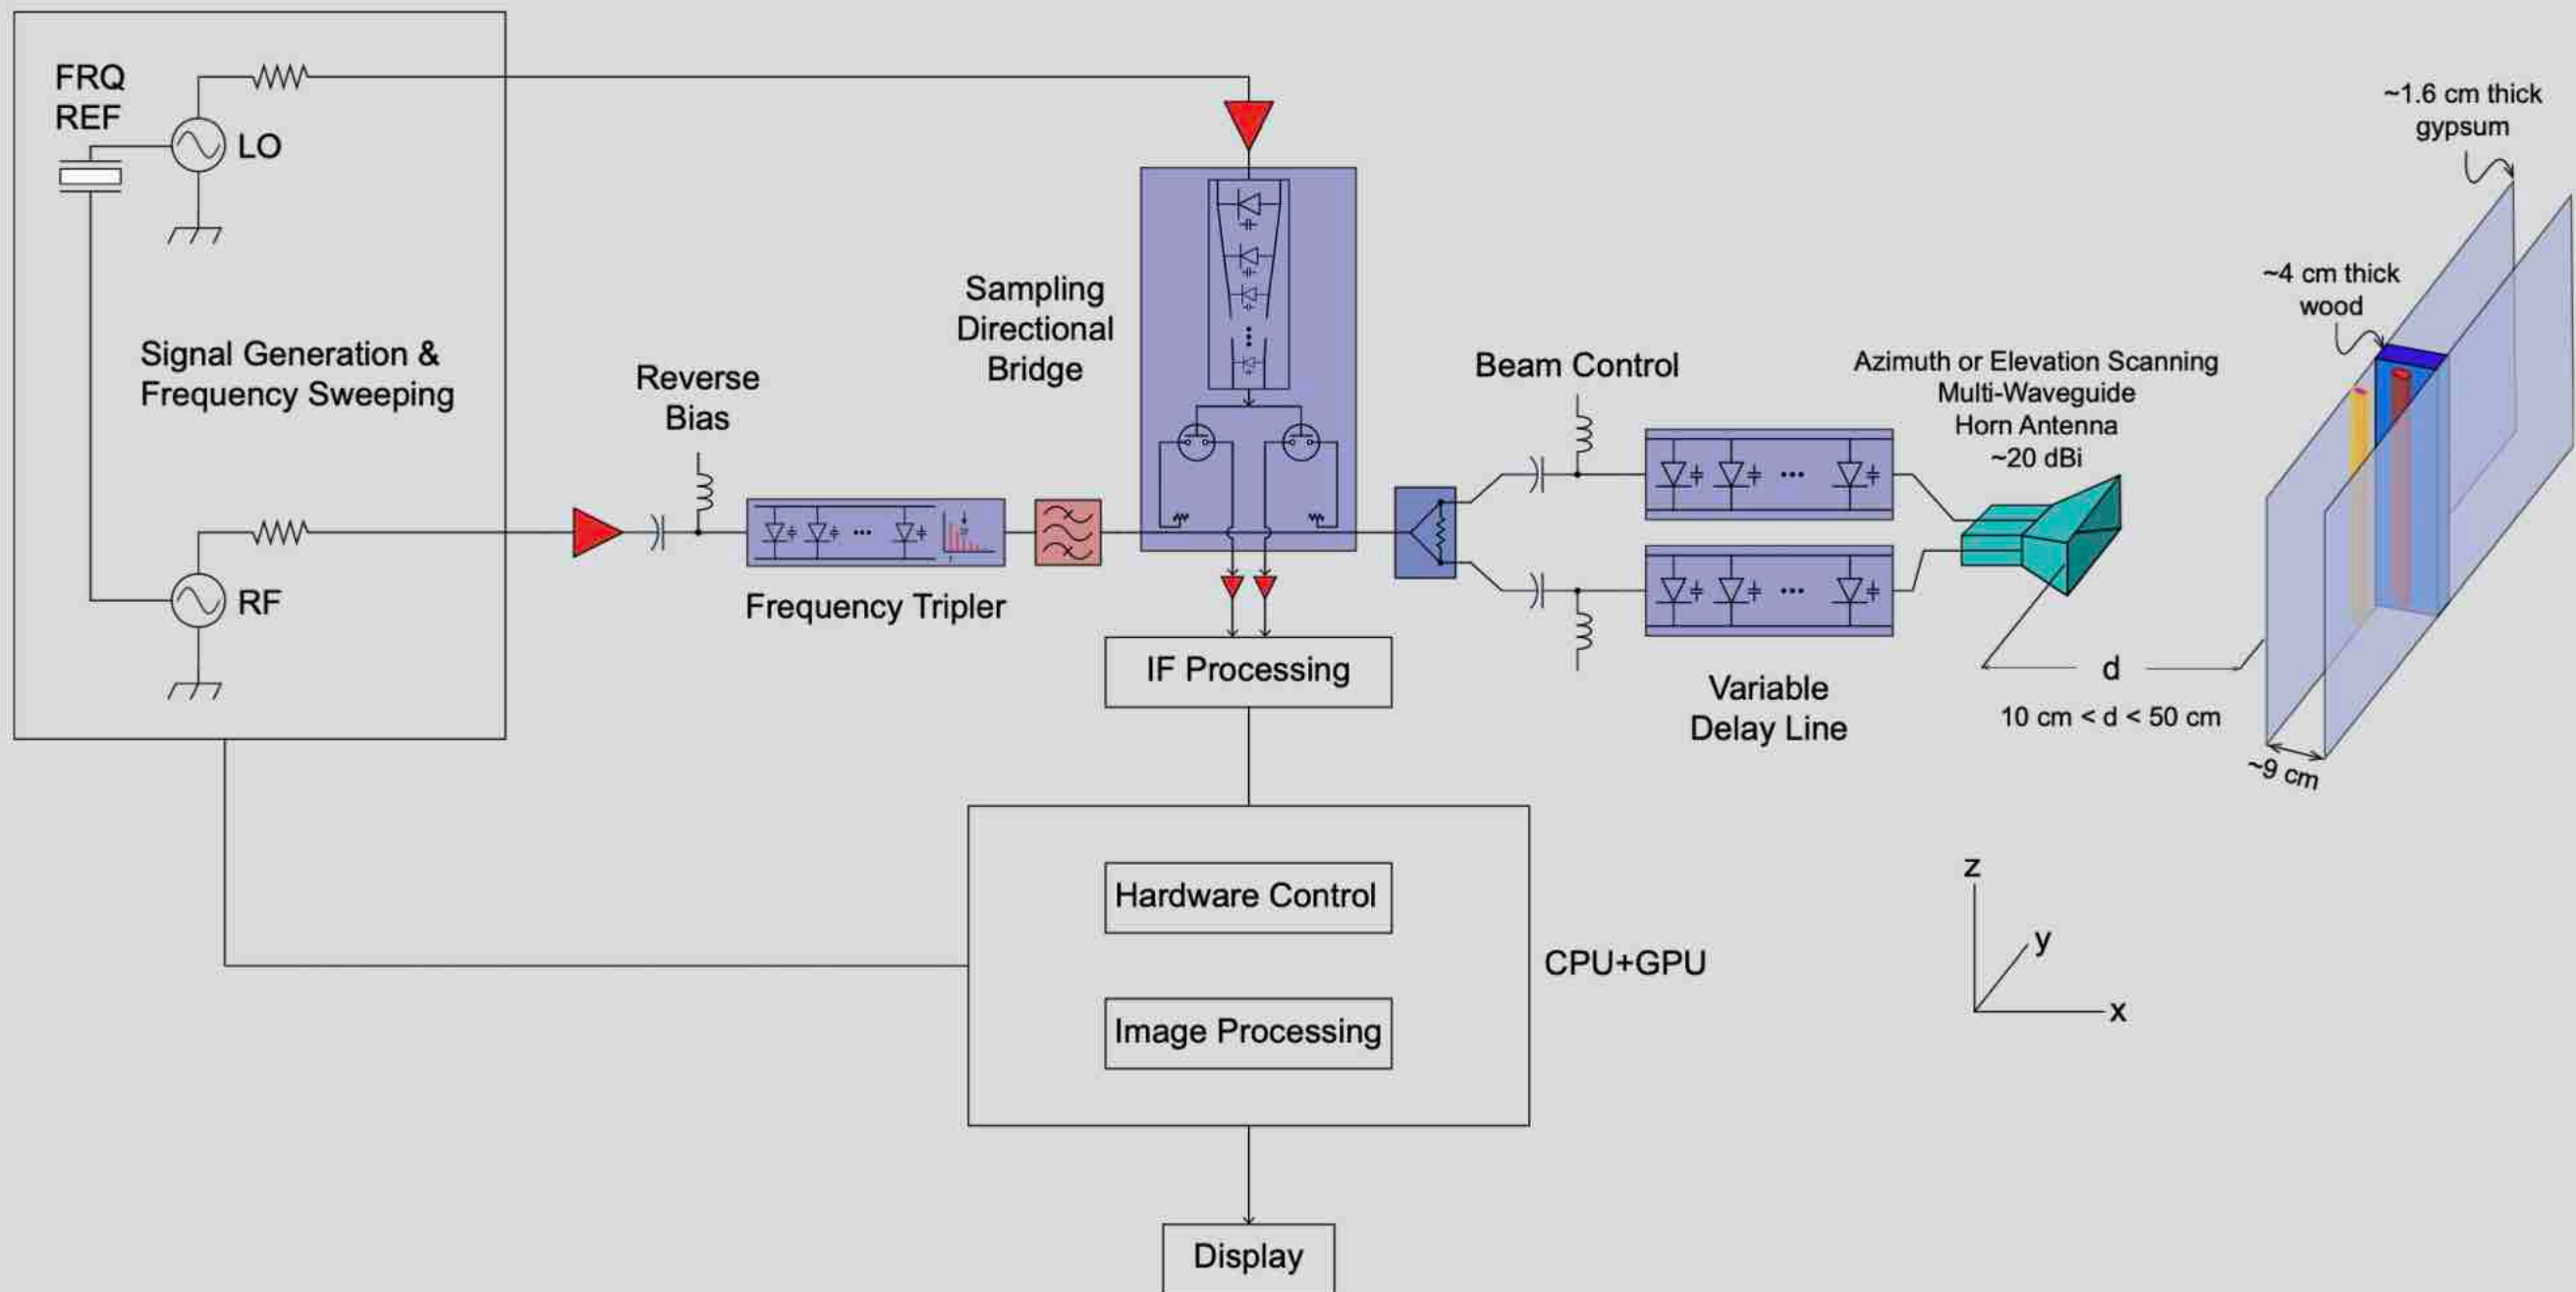 FRQ
REF
LO
Signal Generation &
Frequency Sweeping
RF
Reverse
Bias
Frequency Tripler
Sampling
Directional
Bridge
IF Processing
Hardware Control
Image Processing
CPU+GPU
Display
Beam Control
Variable
Delay Line
Azimuth or Elevation Scanning
Multi-Waveguide
Horn Antenna
~20 dBi
~1.6 cm thick
gypsum
~4 cm thick
wood
d
10 cm < d < 50 cm
~9 cm
z
y
x